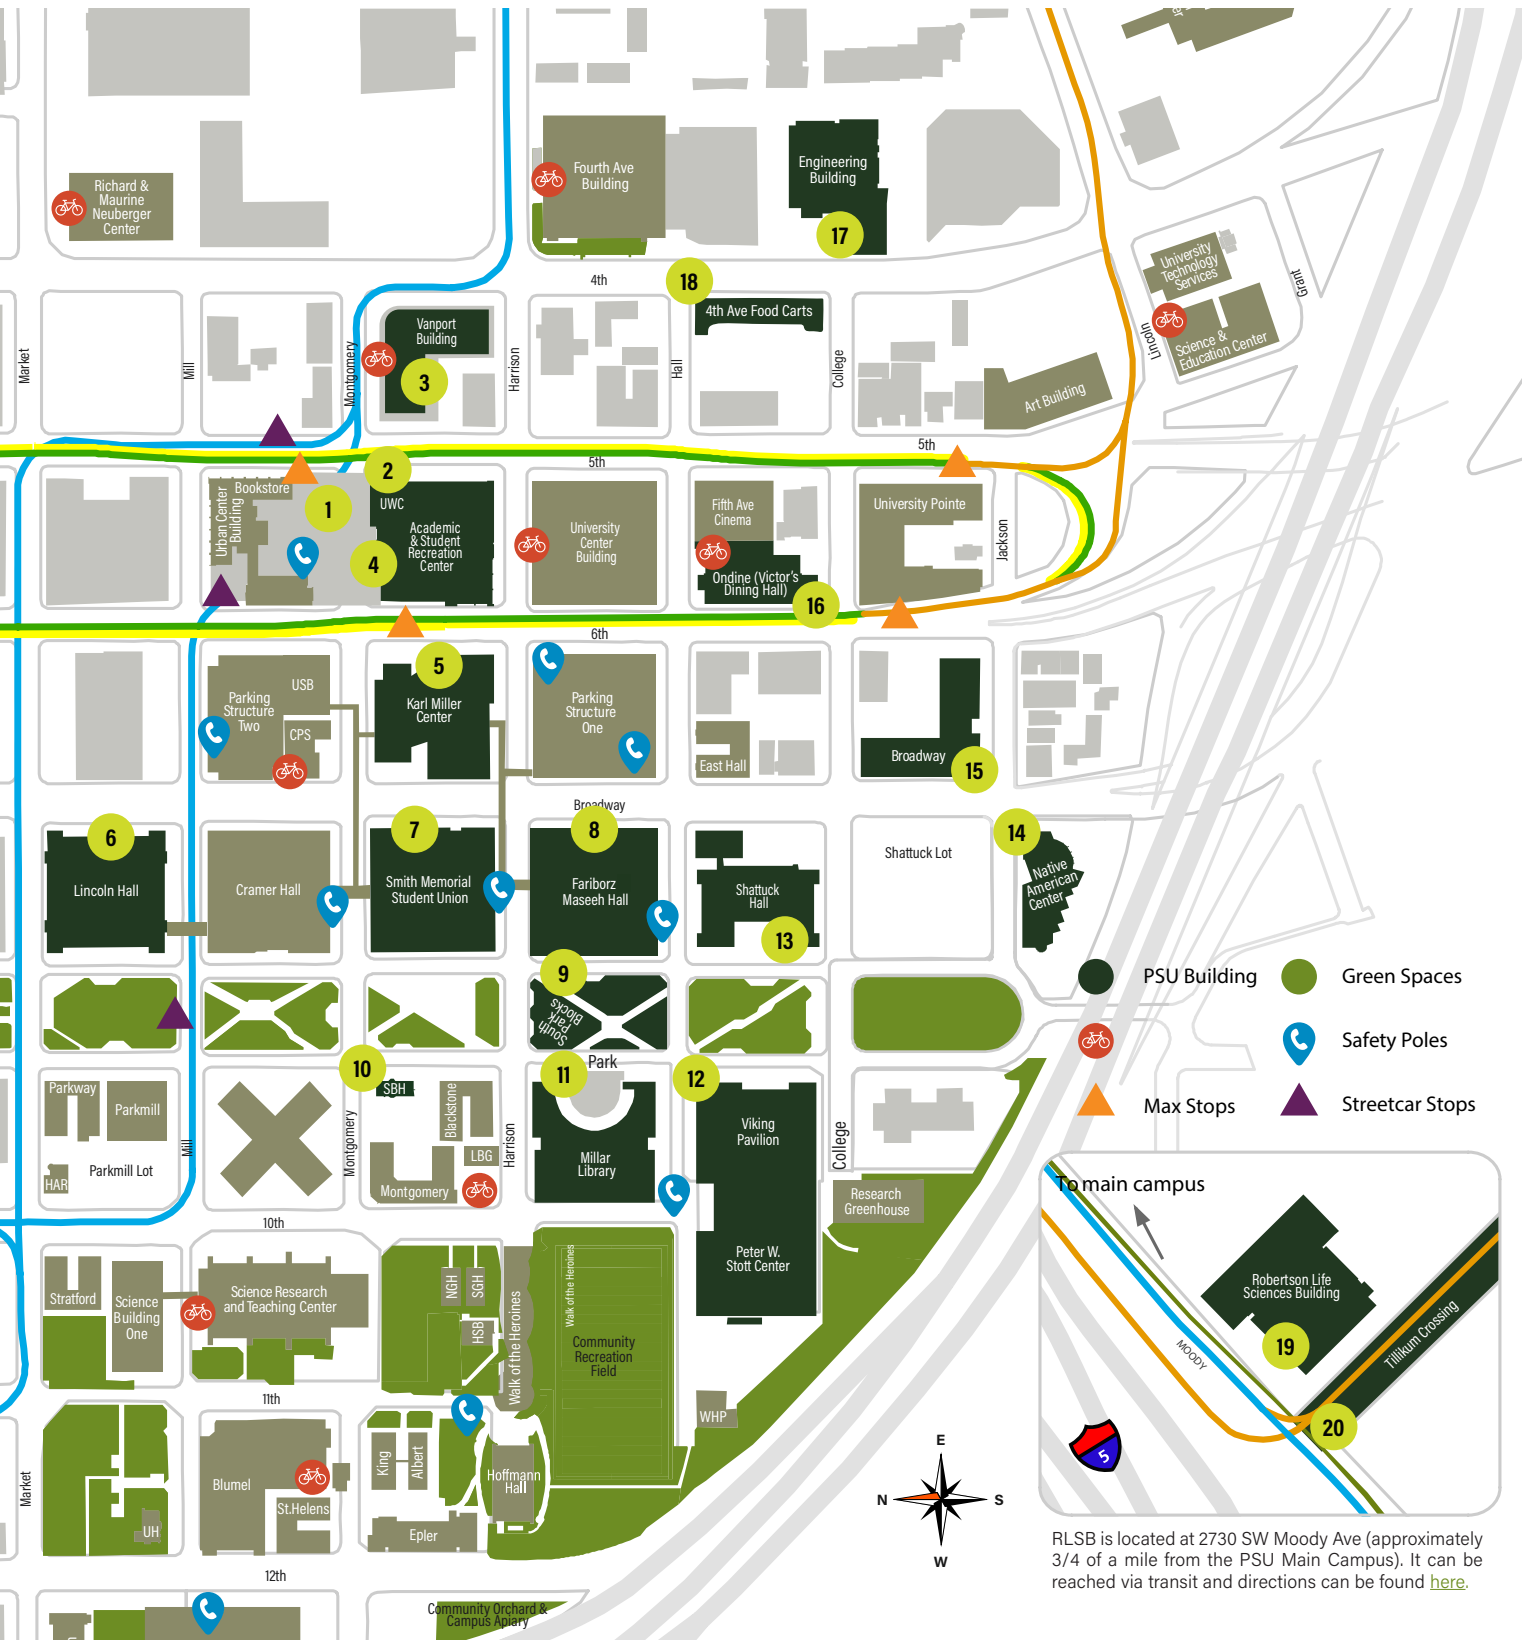 Richard &
Maurine
Neuberger
Center
Fourth Ave
Building
Engineering
Building
17
University
Technology
Services
Grant
Lincoln
Science &
Education Center
4th
18
4th Ave Food Carts
Vanport
Building
3
Market
Mill
Montgomery
Harrison
Hall
College
Art Building
5th
5th
2
Bookstore
Urban Center
Building
1
UWC
Academic
& Student
Recreation
Center
4
University
Center
Building
Fifth Ave
Cinema
Ondine (Victor's
Dining Hall)
16
University Pointe
Jackson
6th
5
USB
Parking
Structure
Two
CPS
Karl Miller
Center
Parking
Structure
One
East Hall
Broadway
15
Broadway
6
Lincoln Hall
Cramer Hall
7
Smith Memorial
Student Union
8
Fariborz
Maseeh Hall
Shattuck
Hall
13
Shattuck Lot
14
Native
American
Center
9
South
Park
Blocks
PSU Building
Green Spaces
Safety Poles
Max Stops
Streetcar Stops
Park
10
11
12
Parkway
Parkmill
Parkmill Lot
HAR
Mill
Montgomery
SBH
Blackstone
LBG
Montgomery
Harrison
Millar
Library
Viking
Pavilion
Peter W.
Stott Center
College
Research
Greenhouse
10th
Stratford
Science
Building
One
Science Research
and Teaching Center
NGH
SGH
HSB
Walk of the Heroines
Walk of the Heroines
Community
Recreation
Field
WHP
11th
Market
UH
Blumel
St.Helens
King
Albert
Hoffmann
Hall
Epler
12th
Community Orchard &
Campus Apiary
E
N
S
W
To main campus
Robertson Life
Sciences Building
19
MOODY
Tillikum Crossing
20
5
RLSB is located at 2730 SW Moody Ave (approximately
3/4 of a mile from the PSU Main Campus). It can be
reached via transit and directions can be found here.